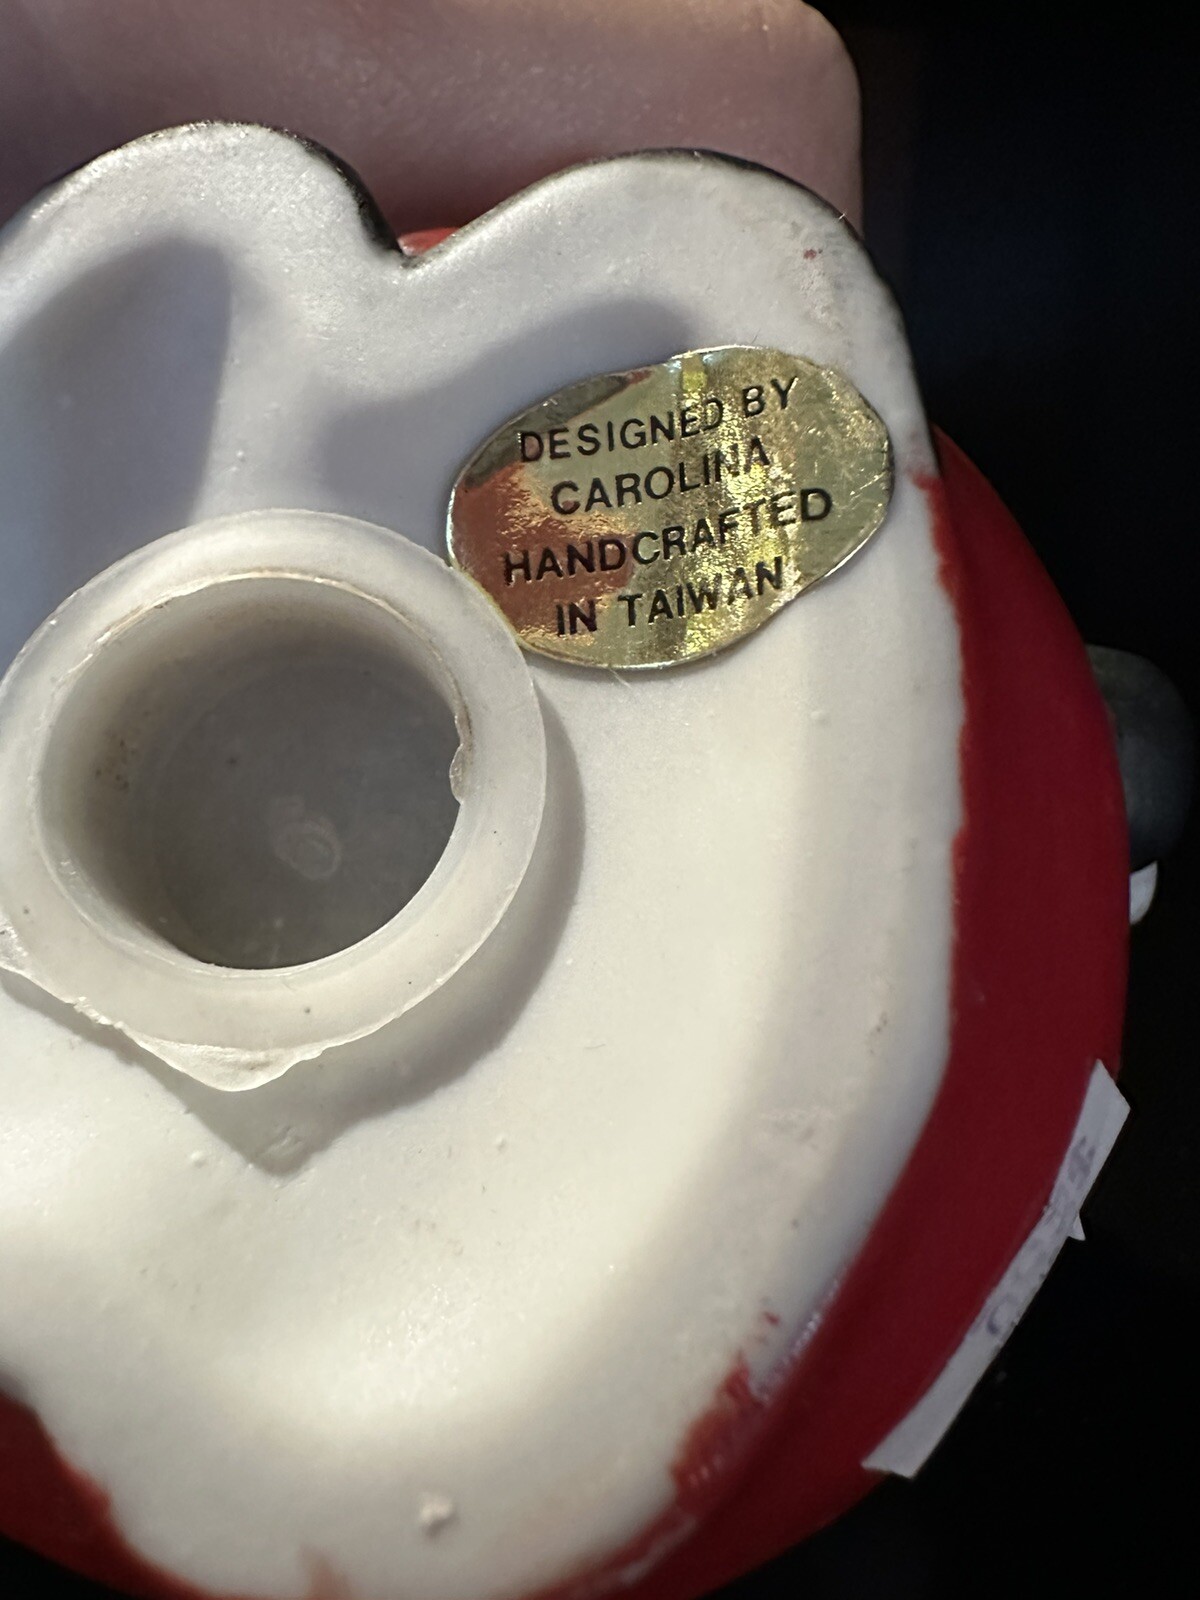 DESIGNED BY
CAROLINA
HANDCRAFTED
IN TAIWAN